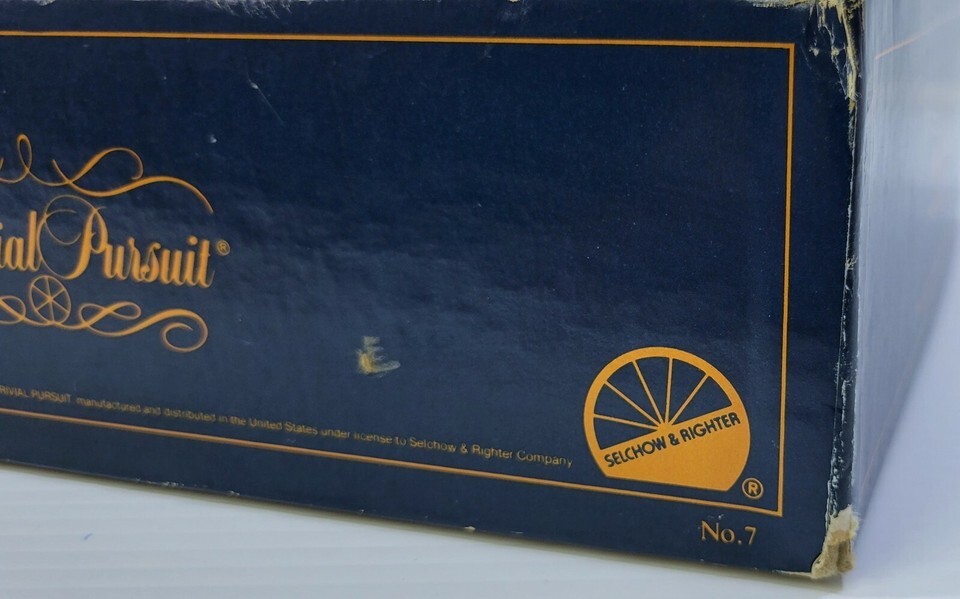 ial Pursuit®
RIVIAL PURSUIT manufactured and distributed in the United States under license to Selchow & Righter Company
SELCHOW & RIGHTER
®
No.7